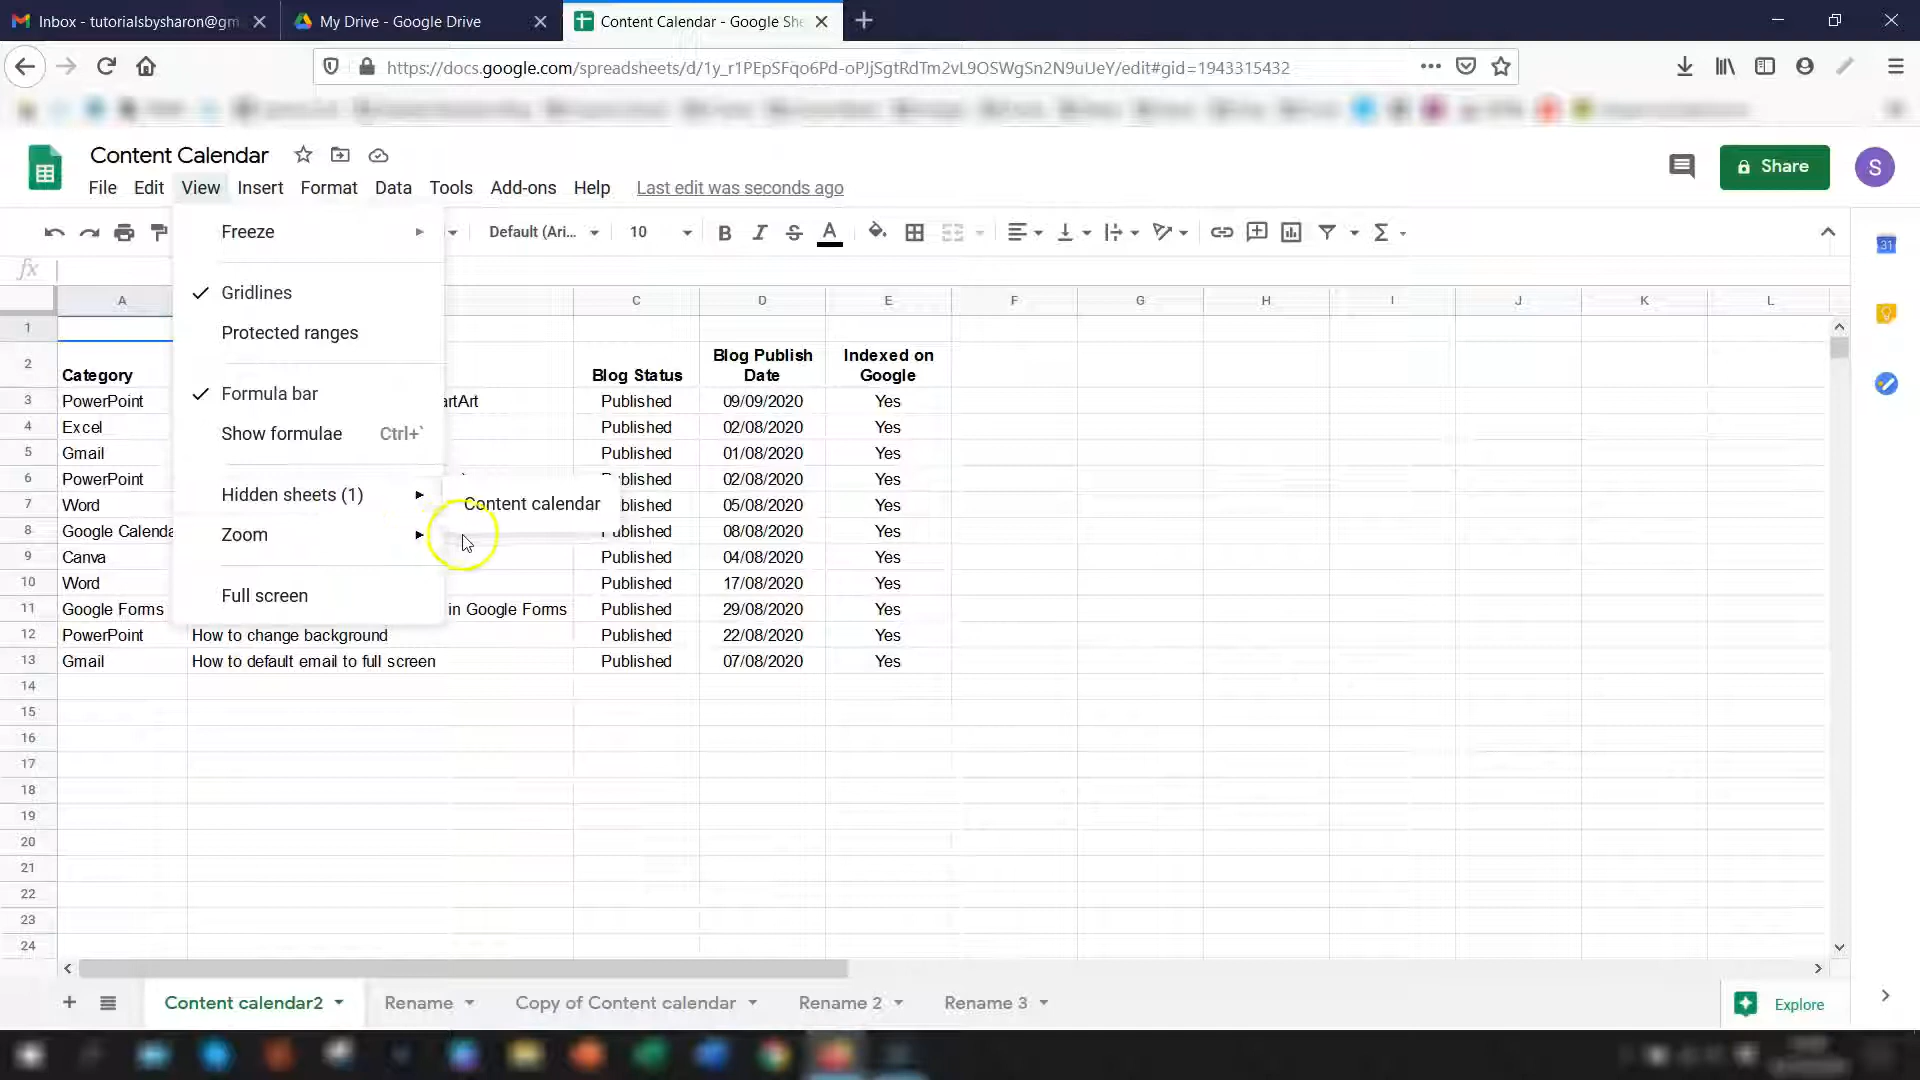 Inbox - tutorialsbysharon@gm
My Drive - Google Drive
Content Calendar - Google She
https://docs.google.com/spreadsheets/d/1y_r1PEpSFqo6Pd-oPJjSgtRdTm2vL9OSWgSn2N9uUeY/edit#gid=1943315432
Content Calendar
Share
S
File Edit View Insert Format Data Tools Add-ons Help Last edit was seconds ago
Default (Ari... 10 B I S A Σ
31
fx
Freeze
Gridlines
Protected ranges
Formula bar
Show formulae Ctrl+`
Hidden sheets (1)
Content calendar
Zoom
Full screen
A C D E F G H I J K L
1
2 Category Blog Status Blog Publish Date Indexed on Google
3 PowerPoint artArt Published 09/09/2020 Yes
4 Excel Published 02/08/2020 Yes
5 Gmail Published 01/08/2020 Yes
6 PowerPoint Published 02/08/2020 Yes
7 Word blished 05/08/2020 Yes
8 Google Calenda Published 08/08/2020 Yes
9 Canva Published 04/08/2020 Yes
10 Word Published 17/08/2020 Yes
11 Google Forms in Google Forms Published 29/08/2020 Yes
12 PowerPoint How to change background Published 22/08/2020 Yes
13 Gmail How to default email to full screen Published 07/08/2020 Yes
14
15
16
17
18
19
20
21
22
23
24
Content calendar2 Rename Copy of Content calendar Rename 2 Rename 3 Explore